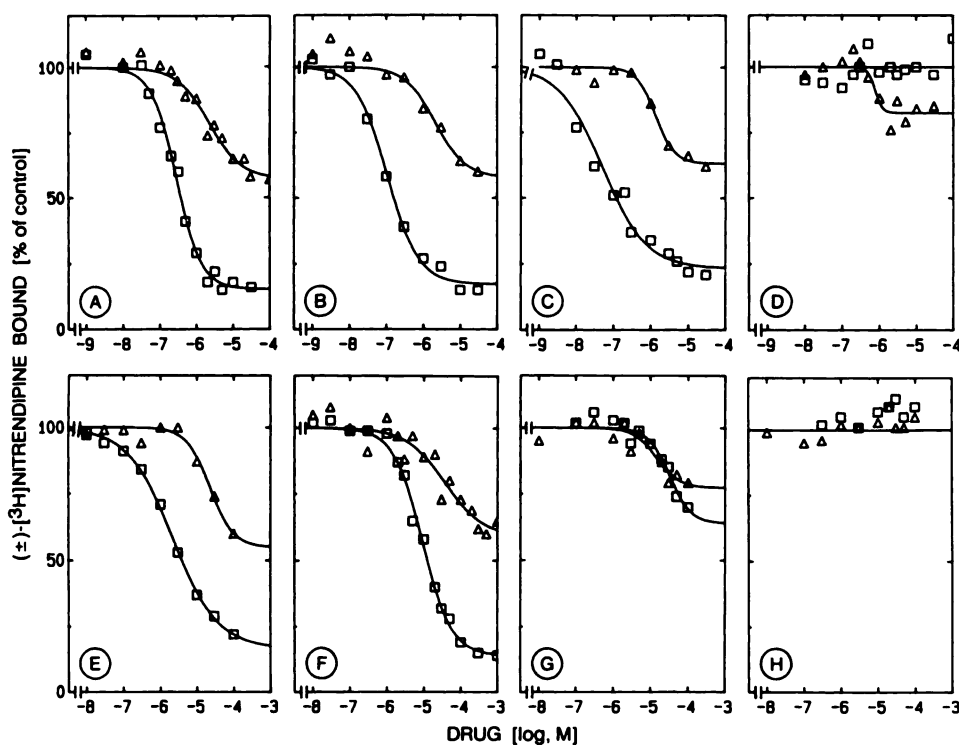 (±)-[³H]NITRENDIPINE BOUND [% of control]
100
50
0
A
-9 -8 -7 -6 -5 -4
B
-9 -8 -7 -6 -5 -4
C
-9 -8 -7 -6 -5 -4
D
-9 -8 -7 -6 -5 -4
100
50
0
E
-8 -7 -6 -5 -4 -3
F
-8 -7 -6 -5 -4 -3
G
-8 -7 -6 -5 -4 -3
H
-8 -7 -6 -5 -4 -3
DRUG [log, M]